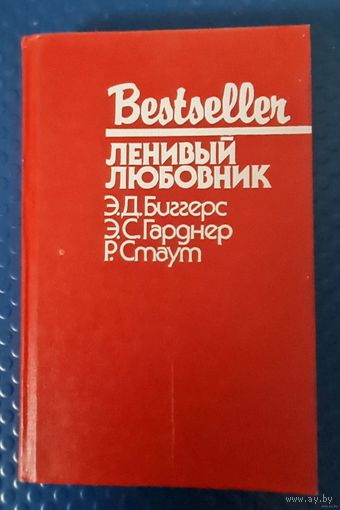 Bestseller
ЛЕНИВЫЙ
ЛЮБОВНИК
Э.Д.Биггерс
Э.С.Гарднер
Р.Стаут
www.ay.by